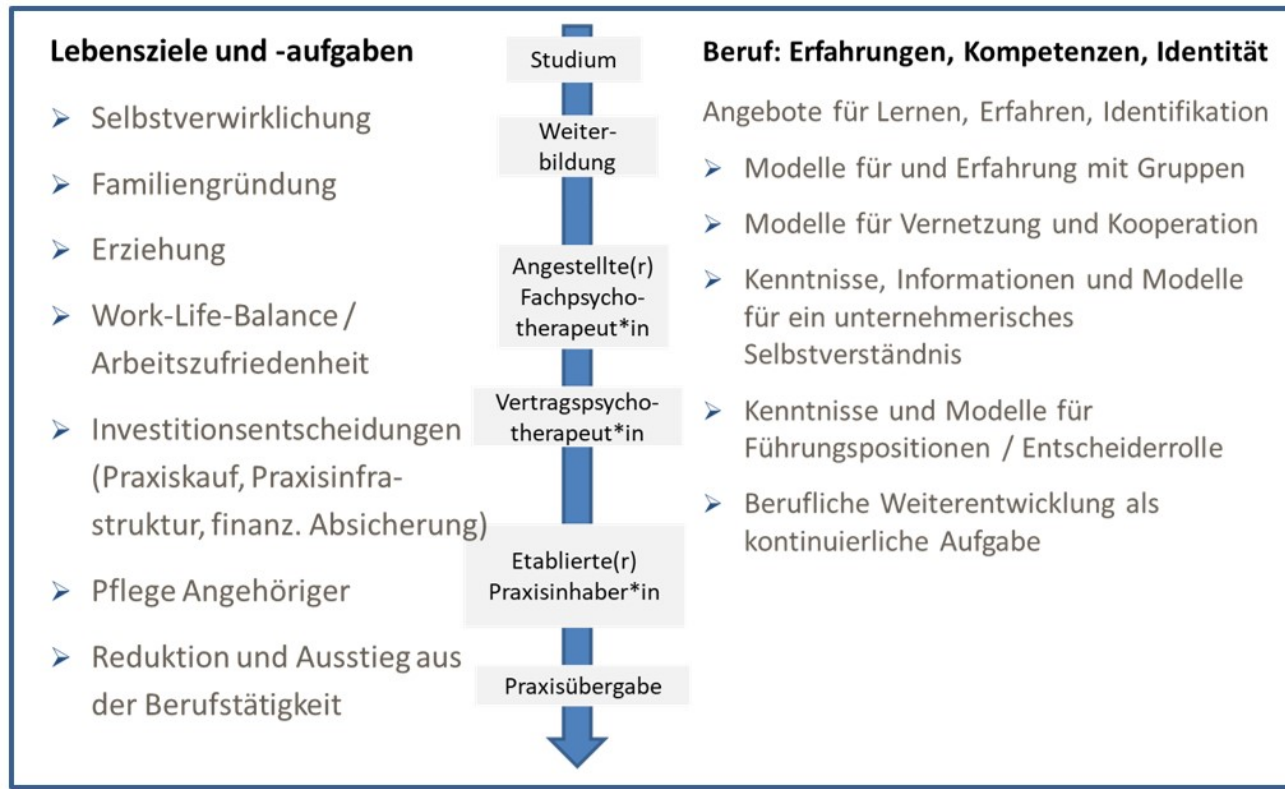 Lebensziele und -aufgaben
Selbstverwirklichung
Familiengründung
Erziehung
Work-Life-Balance /
Arbeitszufriedenheit
Investitionsentscheidungen
(Praxiskauf, Praxisinfra-
struktur, finanz. Absicherung)
Pflege Angehöriger
Reduktion und Ausstieg aus
der Berufstätigkeit
Studium
Weiter-
bildung
Angestellte(r)
Fachpsycho-
therapeut*in
Vertragspsycho-
therapeut*in
Etablierte(r)
Praxisinhaber*in
Praxisübergabe
Beruf: Erfahrungen, Kompetenzen, Identität
Angebote für Lernen, Erfahren, Identifikation
Modelle für und Erfahrung mit Gruppen
Modelle für Vernetzung und Kooperation
Kenntnisse, Informationen und Modelle
für ein unternehmerisches
Selbstverständnis
Kenntnisse und Modelle für
Führungspositionen / Entscheiderrolle
Berufliche Weiterentwicklung als
kontinuierliche Aufgabe